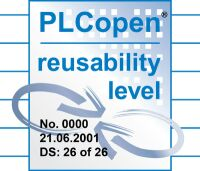 PLCopen®
reusability
level
No. 0000
21.06.2001
DS: 26 of 26